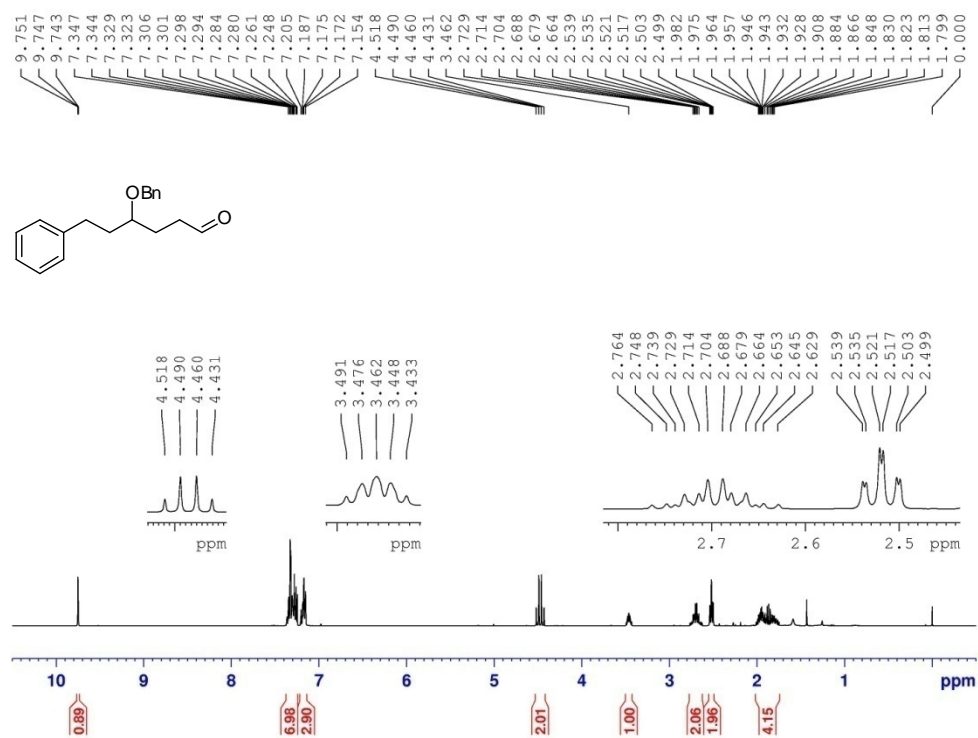 9.751 9.747 9.743 7.347 7.344 7.329 7.323 7.306 7.301 7.298 7.294 7.284 7.280 7.261 7.248 7.205 7.187 7.175 7.172 7.154 4.518 4.490 4.460 4.431 3.462 2.729 2.714 2.704 2.688 2.679 2.664 2.539 2.535 2.521 2.517 2.503 2.499 1.982 1.975 1.964 1.957 1.946 1.943 1.932 1.928 1.908 1.884 1.866 1.848 1.830 1.823 1.813 1.799 0.000
OBn
O
4.518 4.490 4.460 4.431
3.491 3.476 3.462 3.448 3.433
2.764 2.748 2.739 2.729 2.714 2.704 2.688 2.679 2.664 2.653 2.645 2.629 2.539 2.535 2.521 2.517 2.503 2.499
ppm
ppm
2.7 2.6 2.5 ppm
10 9 8 7 6 5 4 3 2 1 ppm
0.89 6.98 2.90 2.01 1.00 2.06 1.96 4.15